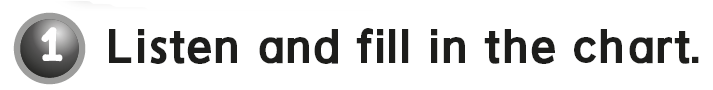 1 Listen and fill in the chart.